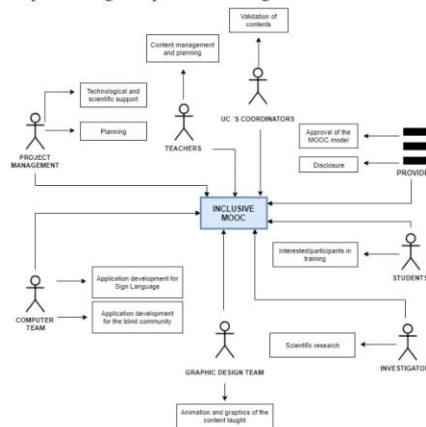 Validation of
contents
Content management
and planning
Technological and
scientific support
UC ´S COORDINATORS
Approval of the
MOOC model
Planning
TEACHERS
PROJECT
MANAGEMENT
Disclosure
PROVIDE
INCLUSIVE
MOOC
Interested/participants in
training
STUDENTS
Application development for
Sign Language
COMPUTER
TEAM
Application development for
the blind community
Scientific research
GRAPHIC DESIGN TEAM
INVESTIGATOR
Animation and graphics of the
content taught